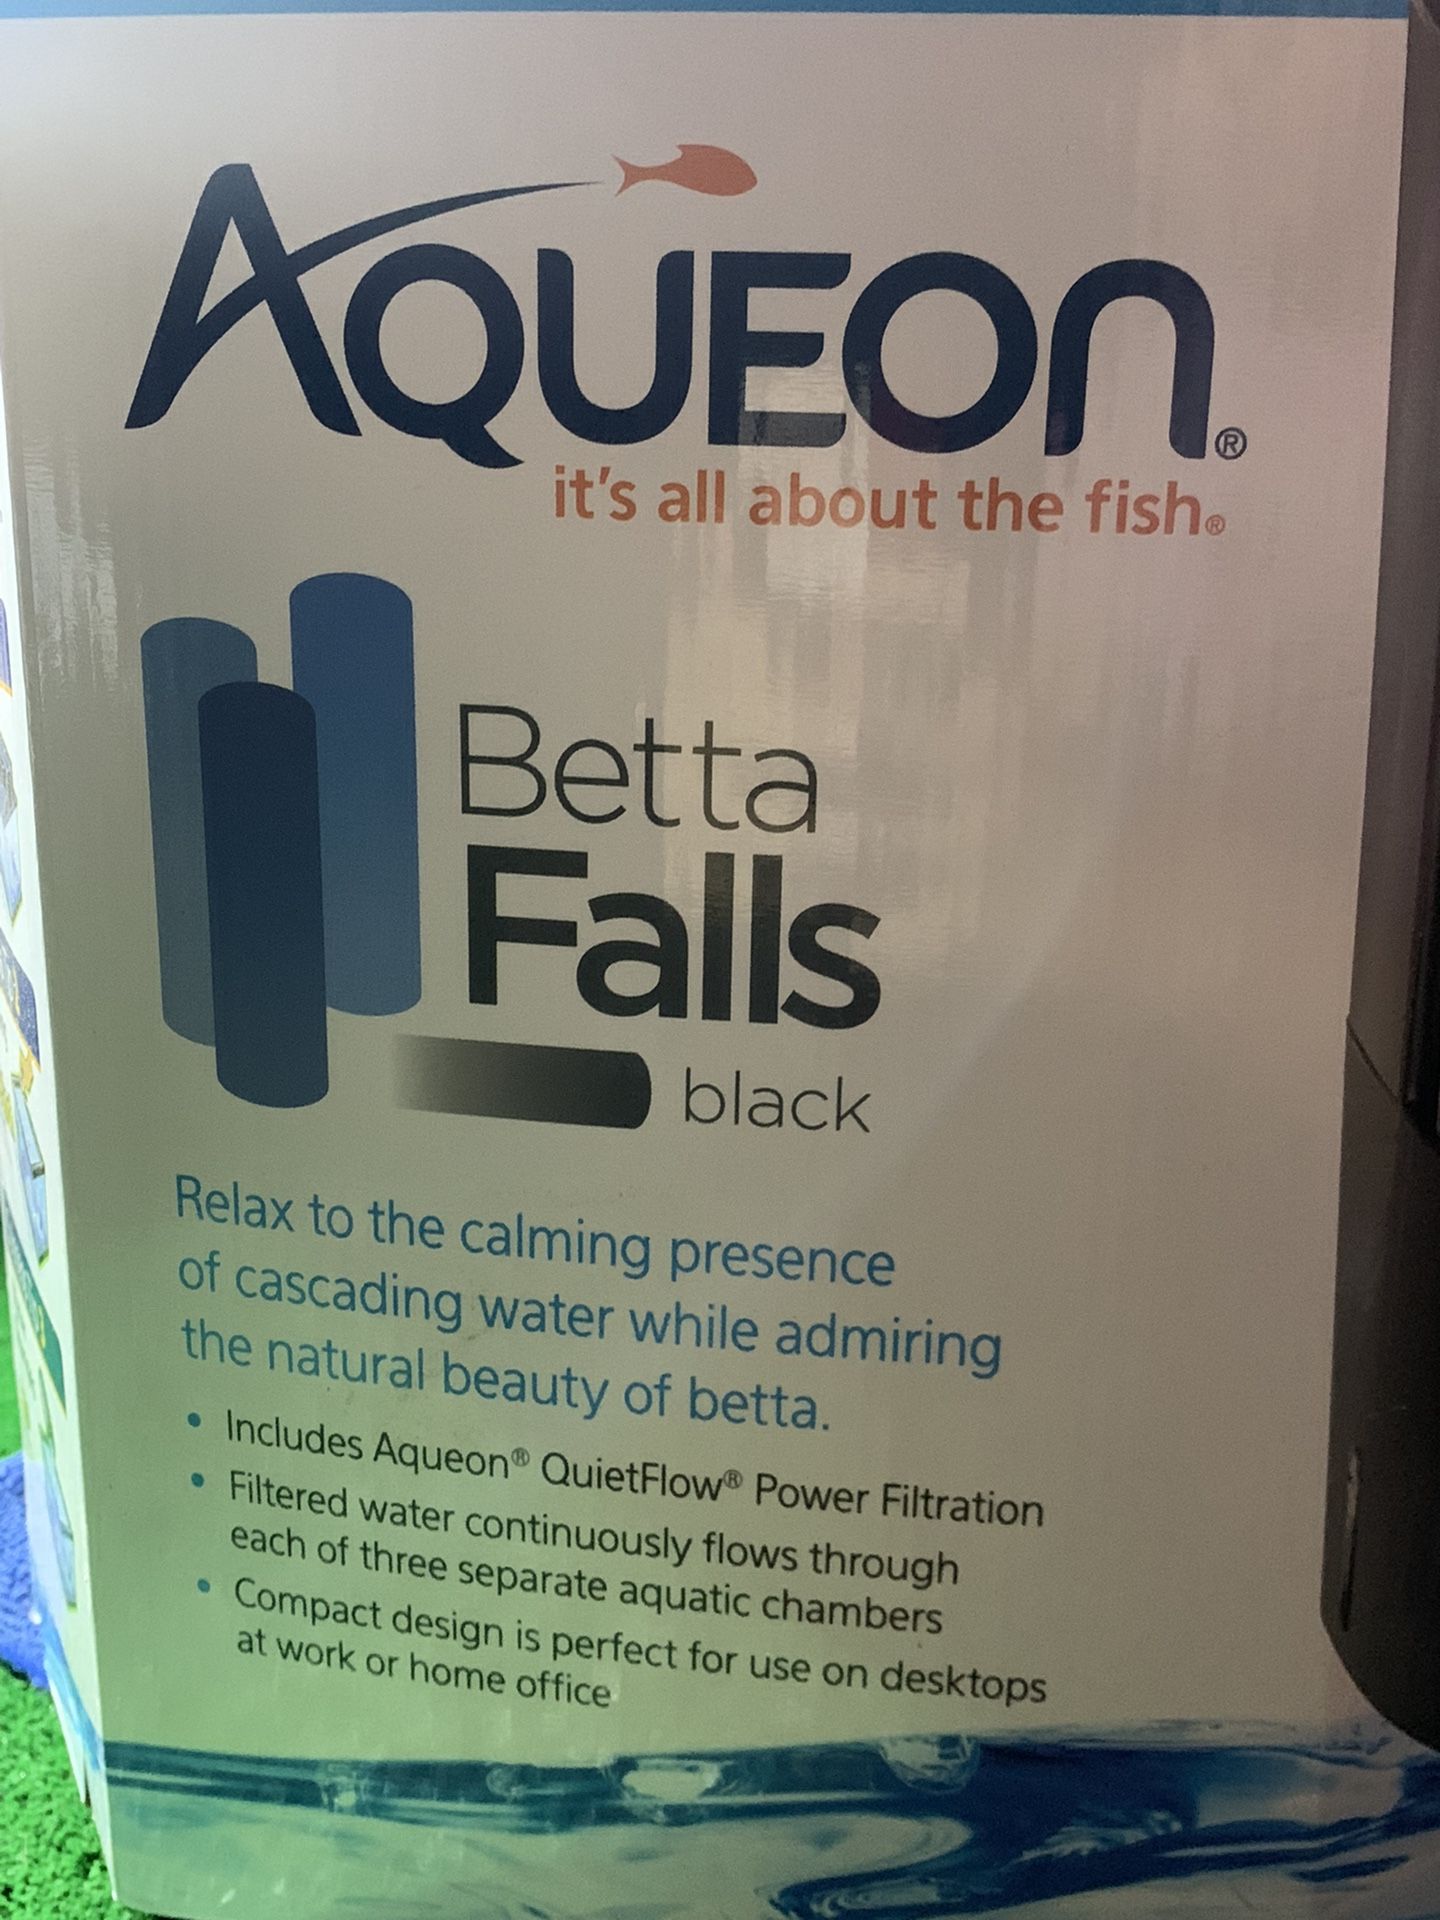 AQUEON®
it's all about the fish®
Betta
Falls
black
Relax to the calming presence
of cascading water while admiring
the natural beauty of betta.
• Includes Aqueon® QuietFlow® Power Filtration
• Filtered water continuously flows through
each of three separate aquatic chambers
• Compact design is perfect for use on desktops
at work or home office